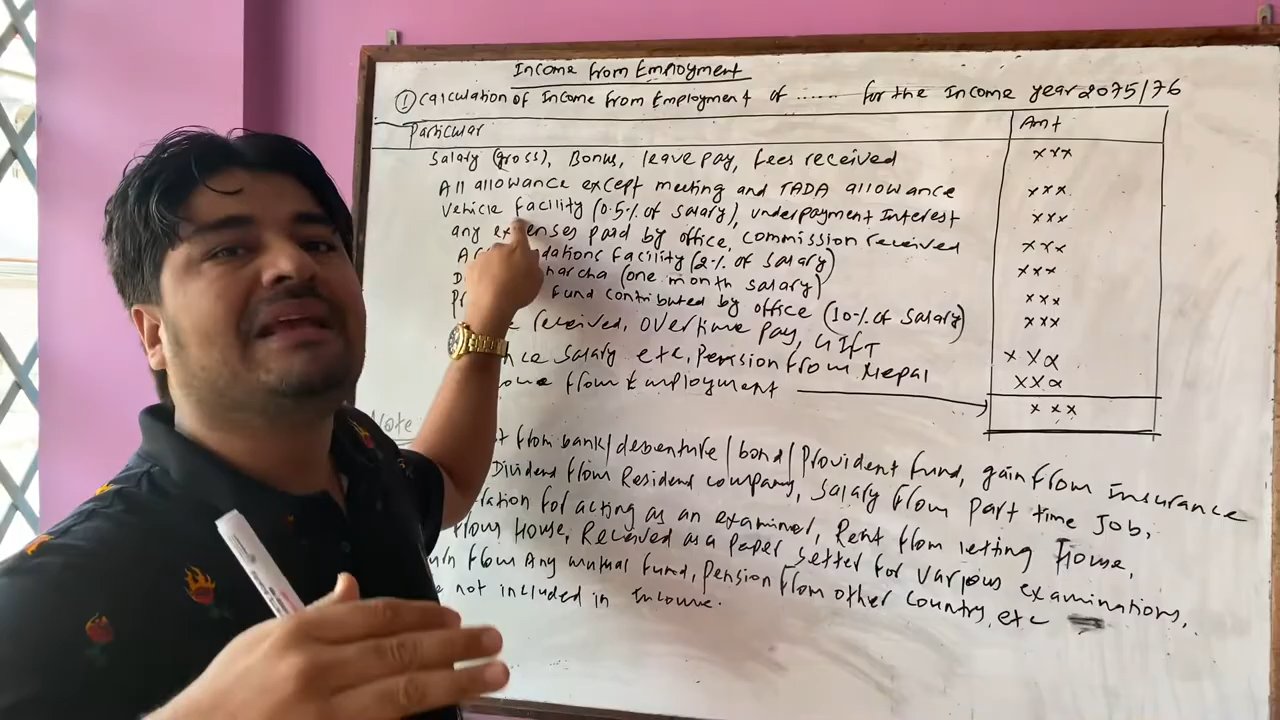 Income from Employment
① Calculation of Income from Employment of ...... for the Income year 2075/76
Particular Amt
Salary (gross), Bonus, leave pay, fees received xxx
All allowance except meeting and TADA allowance xxx
Vehicle facility (0.5% of salary), underpayment Interest xxx
any expenses paid by office, commission received xxx
facility (2% of salary) xxx
(one month salary) xxx
fund contributed by office (10% of salary) xxx
received, overtime pay, GIFT xxx
salary etc, Pension from Nepal xxx
from Employment xxx
Note
from bank/debenture/bond/provident fund, gain from Insurance
Dividend from Resident company, salary from part time Job,
for acting as an examiner, Rent from letting House,
from House, Received as a paper setter for various examinations,
from Any mutual fund, pension from other country, etc
not included in Income.